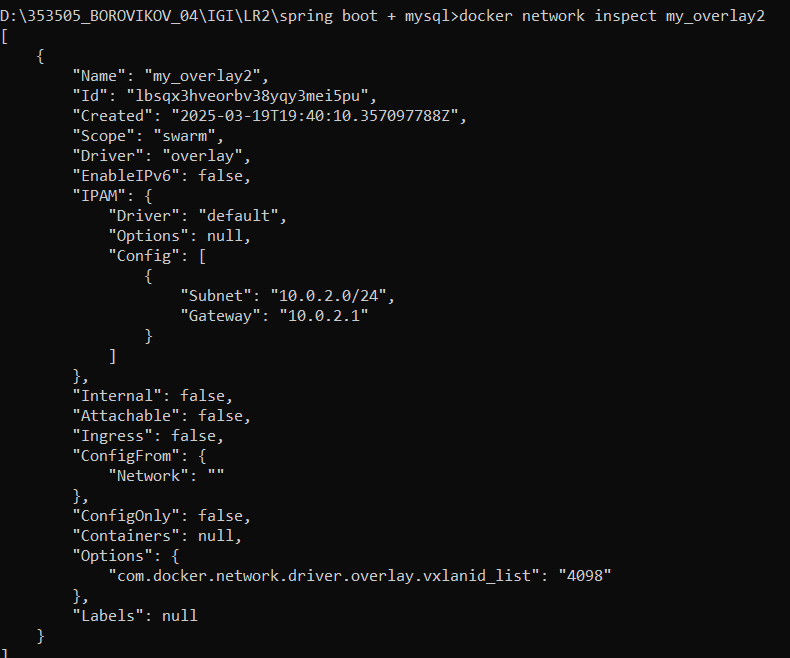 D:\353505_BOROVIKOV_04\IGI\LR2\spring boot + mysql>docker network inspect my_overlay2
[
    {
        "Name": "my_overlay2",
        "Id": "lbsqx3hveorbv38yqy3mei5pu",
        "Created": "2025-03-19T19:40:10.357097788Z",
        "Scope": "swarm",
        "Driver": "overlay",
        "EnableIPv6": false,
        "IPAM": {
            "Driver": "default",
            "Options": null,
            "Config": [
                {
                    "Subnet": "10.0.2.0/24",
                    "Gateway": "10.0.2.1"
                }
            ]
        },
        "Internal": false,
        "Attachable": false,
        "Ingress": false,
        "ConfigFrom": {
            "Network": ""
        },
        "ConfigOnly": false,
        "Containers": null,
        "Options": {
            "com.docker.network.driver.overlay.vxlanid_list": "4098"
        },
        "Labels": null
    }
]